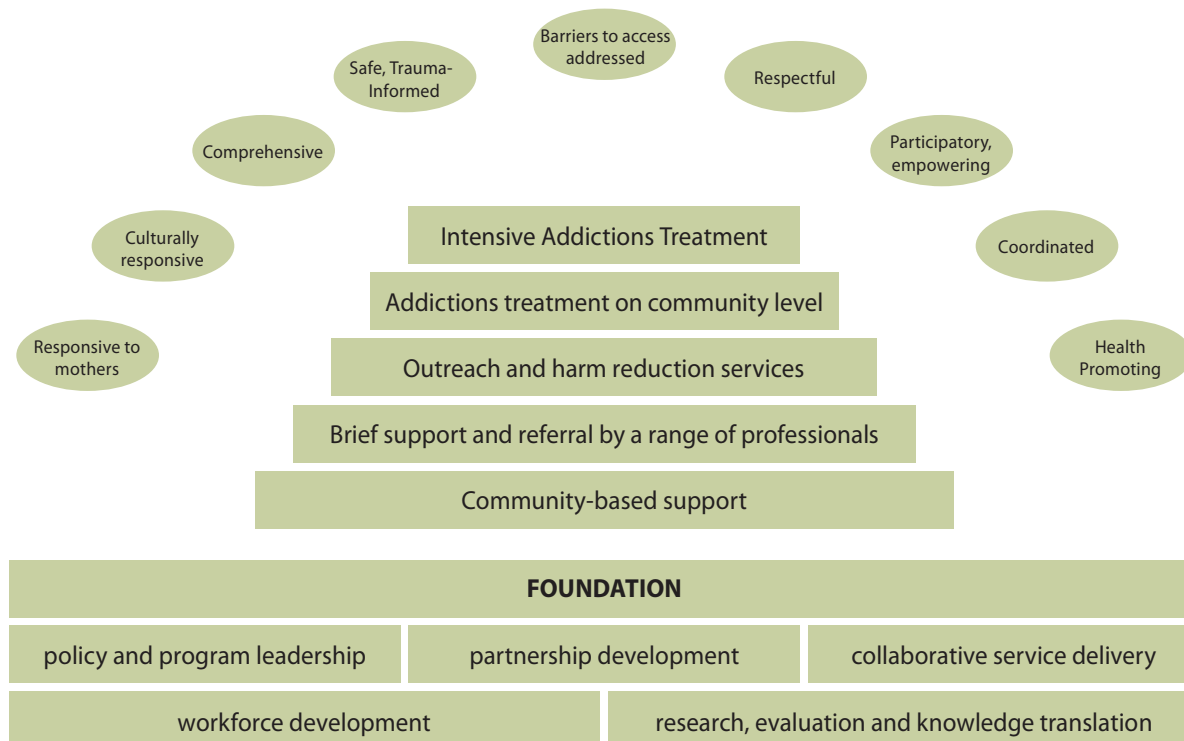 Barriers to access
addressed
Safe, Trauma-
Informed
Respectful
Comprehensive
Participatory,
empowering
Culturally
responsive
Intensive Addictions Treatment
Coordinated
Addictions treatment on community level
Responsive to
mothers
Outreach and harm reduction services
Health
Promoting
Brief support and referral by a range of professionals
Community-based support
FOUNDATION
policy and program leadership
partnership development
collaborative service delivery
workforce development
research, evaluation and knowledge translation